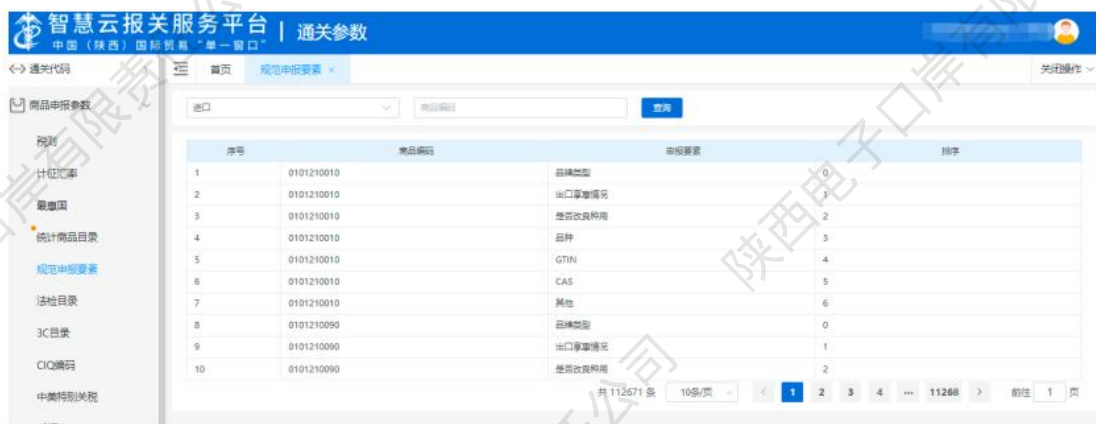 智慧云报关服务平台 | 通关参数
中国（陕西）国际贸易“单一窗口”
通关代码
首页 规范申报要素 × 关闭操作
商品申报参数
进口 商品编码 查询
税则
计征汇率
最惠国
统计商品目录
规范申报要素
法检目录
3C目录
CIQ编码
中美特别关税
序号 商品编码 申报要素 排序
1 0101210010 品牌类型 0
2 0101210010 出口享惠情况 1
3 0101210010 是否改良种用 2
4 0101210010 品种 3
5 0101210010 GTIN 4
6 0101210010 CAS 5
7 0101210010 其他 6
8 0101210090 品牌类型 0
9 0101210090 出口享惠情况 1
10 0101210090 是否改良种用 2
共 112671 条 10条/页 < 1 2 3 4 ··· 11268 > 前往 1 页
陕西电子口岸有限